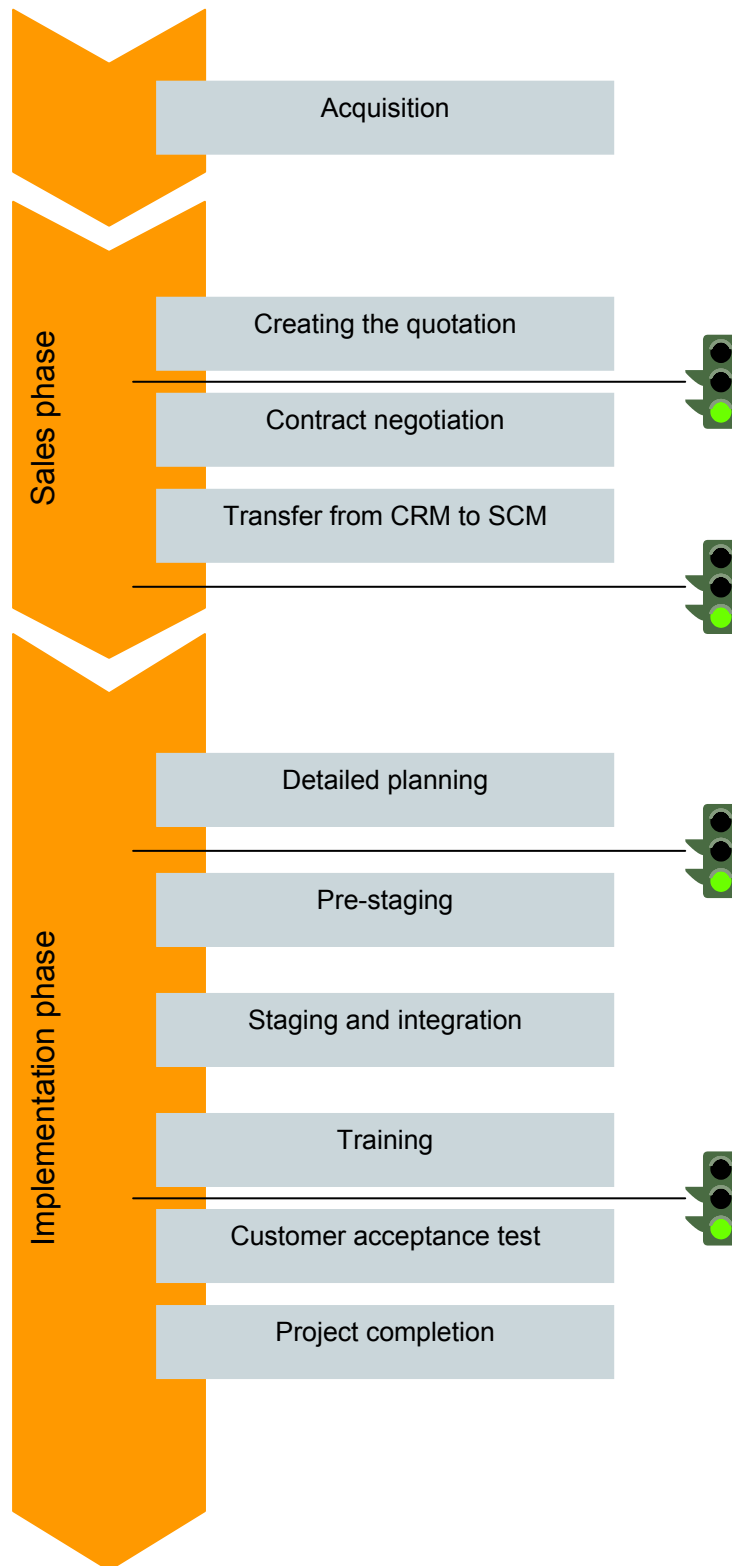 Acquisition
Sales phase
Creating the quotation
Contract negotiation
Transfer from CRM to SCM
Implementation phase
Detailed planning
Pre-staging
Staging and integration
Training
Customer acceptance test
Project completion